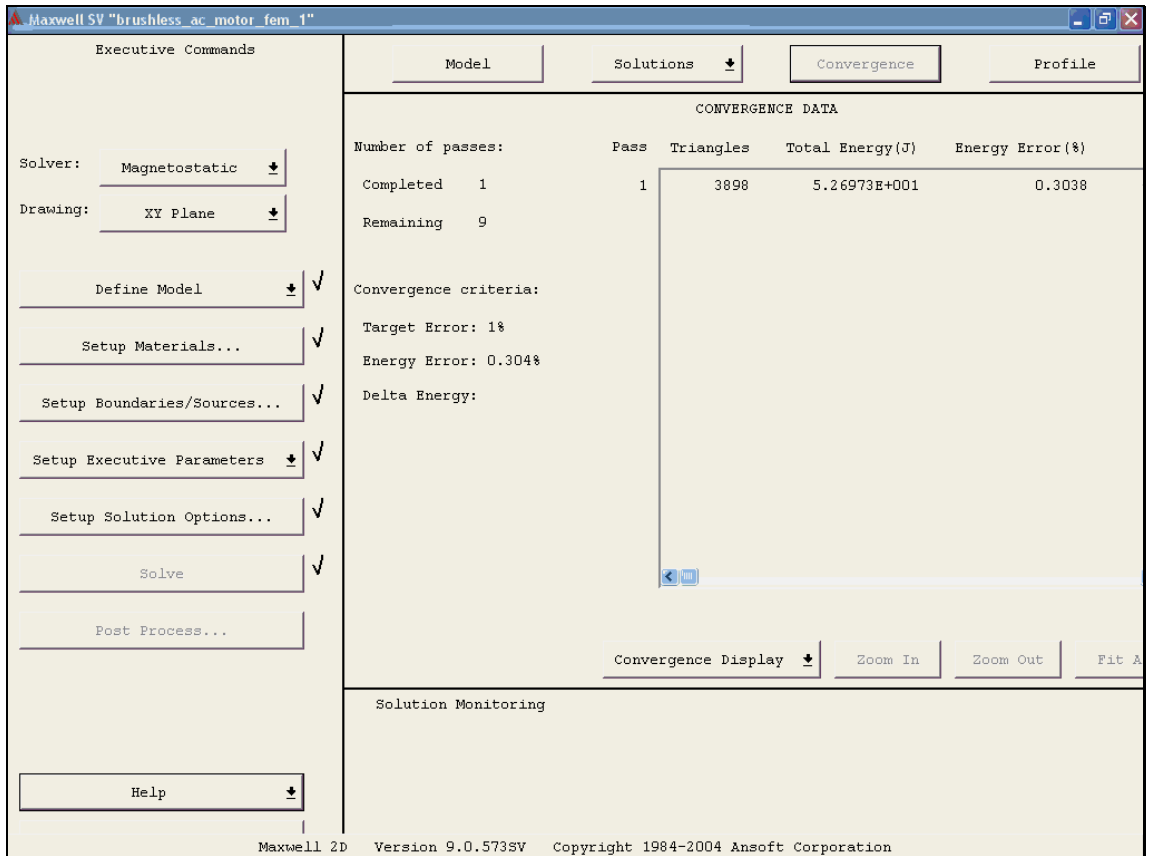 Maxwell SV "brushless_ac_motor_fem_1"
Executive Commands
Solver: Magnetostatic
Drawing: XY Plane
Define Model
Setup Materials...
Setup Boundaries/Sources...
Setup Executive Parameters
Setup Solution Options...
Solve
Post Process...
Help
Model Solutions Convergence Profile
CONVERGENCE DATA
Number of passes:
Completed 1
Remaining 9
Convergence criteria:
Target Error: 1%
Energy Error: 0.304%
Delta Energy:
Pass Triangles Total Energy(J) Energy Error(%)
1 3898 5.26973E+001 0.3038
Convergence Display Zoom In Zoom Out Fit A
Solution Monitoring
Maxwell 2D Version 9.0.573SV Copyright 1984-2004 Ansoft Corporation